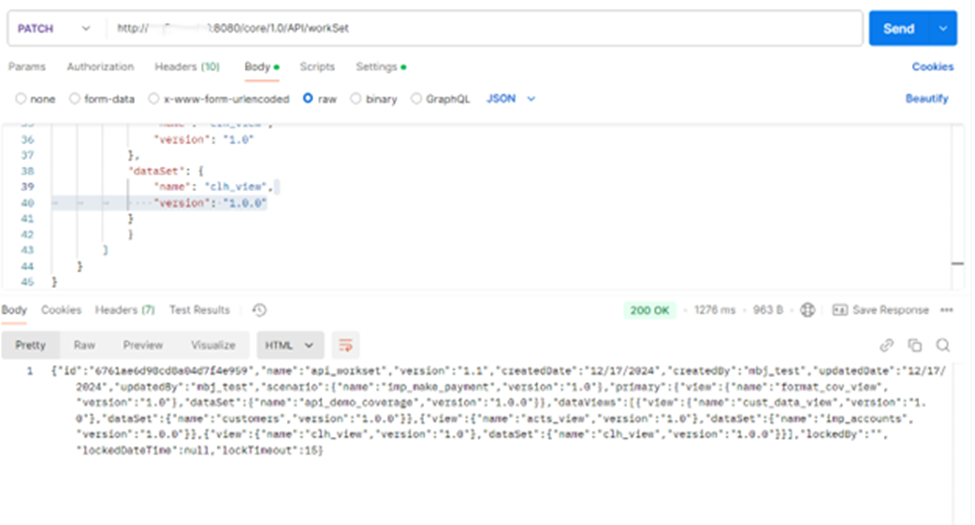 PATCH http:// :8080/core/1.0/API/workSet Send
Params Authorization Headers (10) Body Scripts Settings Cookies
none form-data x-www-form-urlencoded raw binary GraphQL JSON Beautify
36 "version": "1.0"
37 },
38 "dataSet": {
39 "name": "clh_view",
40 "version": "1.0.0"
41 }
42 }
43 ]
44 }
45 }
Body Cookies Headers (7) Test Results 200 OK 1276 ms 963 B Save Response
Pretty Raw Preview Visualize HTML
1 {"id":"6761ae6d90cd0a04d7f4e959","name":"api_workset","version":"1.1","createdDate":"12/17/2024","createdBy":"mbj_test","updatedDate":"12/17/
2024","updatedBy":"mbj_test","scenario":{"name":"imp_make_payment","version":"1.0"},"primary":{"view":{"name":"format_cov_view",
"version":"1.0"},"dataSet":{"name":"api_demo_coverage","version":"1.0.0"}},"dataViews":[{"view":{"name":"cust_data_view","version":"1.
0"},"dataSet":{"name":"customers","version":"1.0.0"}},{"view":{"name":"acts_view","version":"1.0"},"dataSet":{"name":"imp_accounts",
"version":"1.0.0"}},{"view":{"name":"clh_view","version":"1.0"},"dataSet":{"name":"clh_view","version":"1.0.0"}}],"lockedBy":"",
"lockedDateTime":null,"lockTimeout":15}